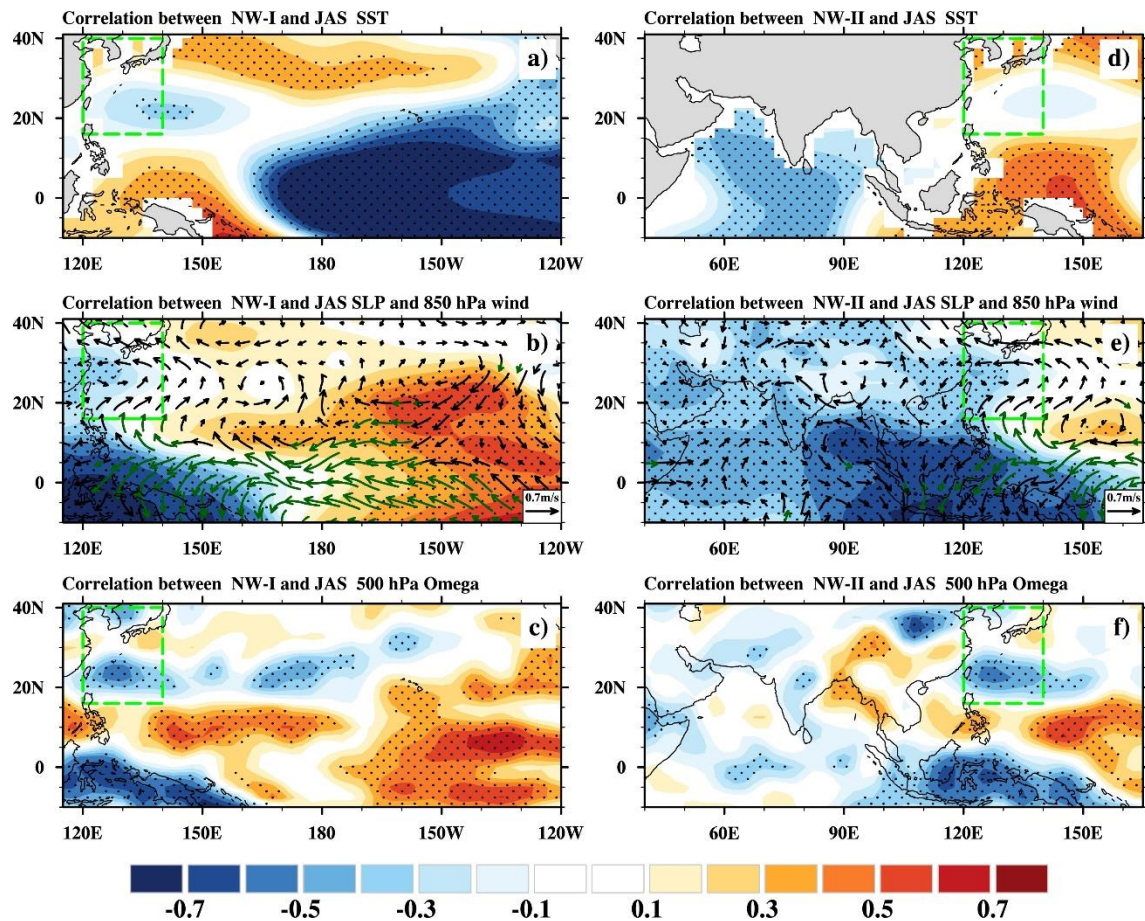 Correlation between NW-I and JAS SST
Correlation between NW-II and JAS SST
40N
20N
0
a)
120E 150E 180 150W 120W
40N
20N
0
d)
60E 90E 120E 150E
Correlation between NW-I and JAS SLP and 850 hPa wind
Correlation between NW-II and JAS SLP and 850 hPa wind
40N
20N
0
b)
0.7m/s
120E 150E 180 150W 120W
40N
20N
0
e)
0.7m/s
60E 90E 120E 150E
Correlation between NW-I and JAS 500 hPa Omega
Correlation between NW-II and JAS 500 hPa Omega
40N
20N
0
c)
120E 150E 180 150W 120W
40N
20N
0
f)
60E 90E 120E 150E
-0.7 -0.5 -0.3 -0.1 0.1 0.3 0.5 0.7